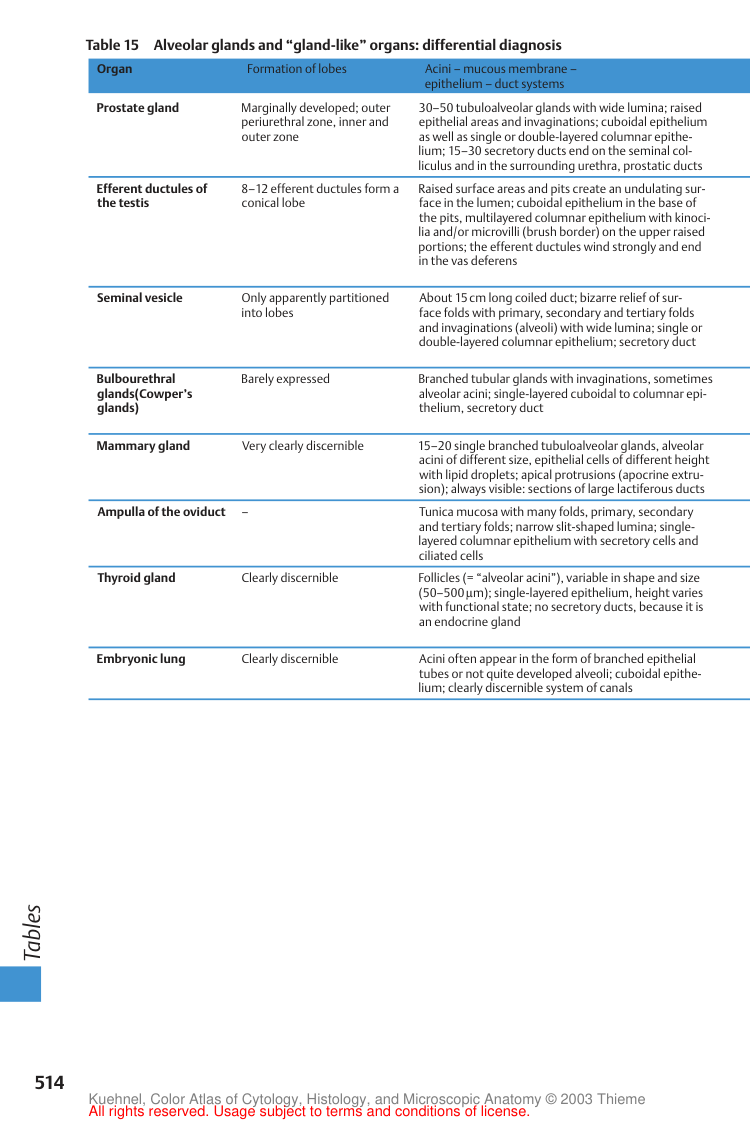 Table 15 Alveolar glands and “gland-like” organs: differential diagnosis
Organ
Formation of lobes
Acini – mucous membrane –
epithelium – duct systems
Prostate gland
Marginally developed; outer
periurethral zone, inner and
outer zone
30–50 tubuloalveolar glands with wide lumina; raised
epithelial areas and invaginations; cuboidal epithelium
as well as single or double-layered columnar epithe-
lium; 15–30 secretory ducts end on the seminal col-
liculus and in the surrounding urethra, prostatic ducts
Efferent ductules of
the testis
8–12 efferent ductules form a
conical lobe
Raised surface areas and pits create an undulating sur-
face in the lumen; cuboidal epithelium in the base of
the pits, multilayered columnar epithelium with kinoci-
lia and/or microvilli (brush border) on the upper raised
portions; the efferent ductules wind strongly and end
in the vas deferens
Seminal vesicle
Only apparently partitioned
into lobes
About 15 cm long coiled duct; bizarre relief of sur-
face folds with primary, secondary and tertiary folds
and invaginations (alveoli) with wide lumina; single or
double-layered columnar epithelium; secretory duct
Bulbourethral
glands(Cowper’s
glands)
Barely expressed
Branched tubular glands with invaginations, sometimes
alveolar acini; single-layered cuboidal to columnar epi-
thelium, secretory duct
Mammary gland
Very clearly discernible
15–20 single branched tubuloalveolar glands, alveolar
acini of different size, epithelial cells of different height
with lipid droplets; apical protrusions (apocrine extru-
sion); always visible: sections of large lactiferous ducts
Ampulla of the oviduct
–
Tunica mucosa with many folds, primary, secondary
and tertiary folds; narrow slit-shaped lumina; single-
layered columnar epithelium with secretory cells and
ciliated cells
Thyroid gland
Clearly discernible
Follicles (= “alveolar acini”), variable in shape and size
(50–500 µm); single-layered epithelium, height varies
with functional state; no secretory ducts, because it is
an endocrine gland
Embryonic lung
Clearly discernible
Acini often appear in the form of branched epithelial
tubes or not quite developed alveoli; cuboidal epithe-
lium; clearly discernible system of canals
Tables
514
Kuehnel, Color Atlas of Cytology, Histology, and Microscopic Anatomy © 2003 Thieme
All rights reserved. Usage subject to terms and conditions of license.